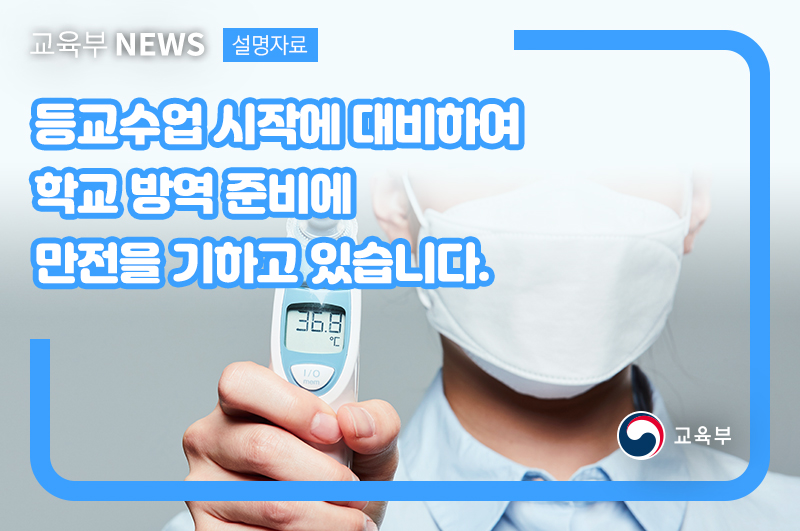 교육부 NEWS 설명자료
등교수업 시작에 대비하여
학교 방역 준비에
만전을 기하고 있습니다.
36.8
℃
I/O
mem
교육부